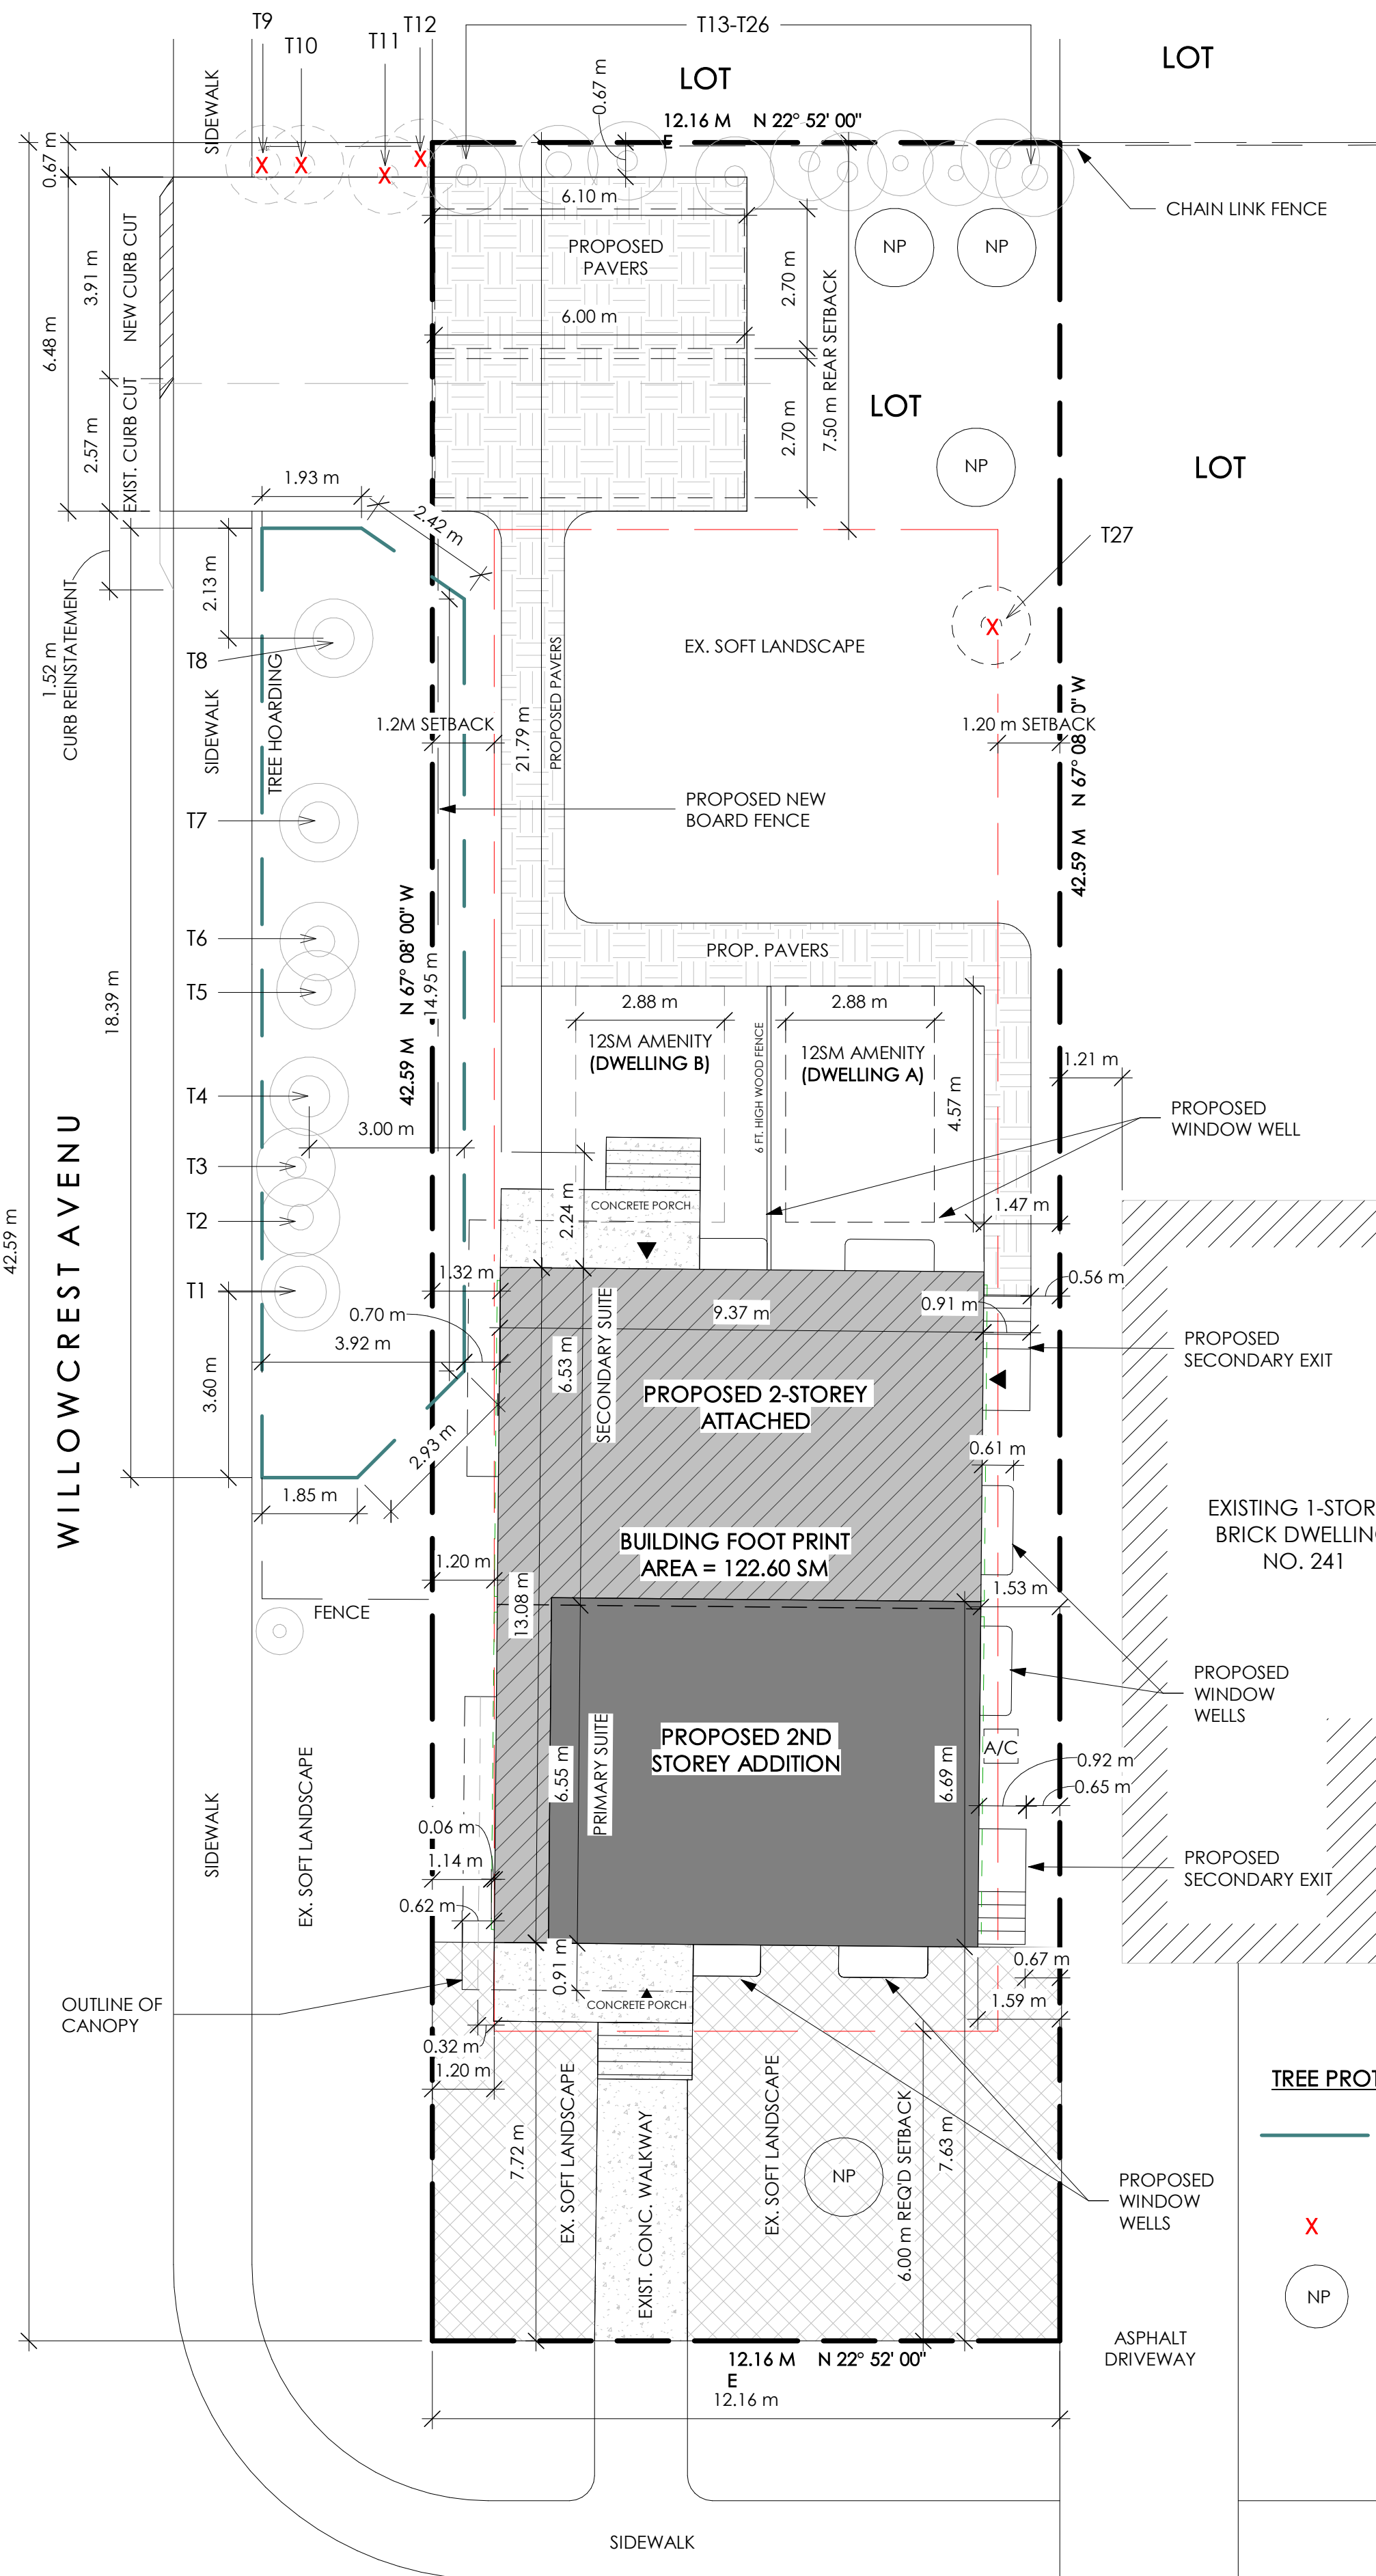 T9
T10
T11
T12
T13-T26
LOT
LOT
SIDEWALK
0.67 m
0.67 m
12.16 M N 22° 52' 00"
E
CHAIN LINK FENCE
6.10 m
PROPOSED
PAVERS
NP
NP
3.91 m
NEW CURB CUT
6.48 m
2.70 m
7.50 m REAR SETBACK
6.00 m
LOT
2.57 m
EXIST. CURB CUT
2.70 m
NP
LOT
1.93 m
2.42 m
T27
2.13 m
1.52 m
CURB REINSTATEMENT
T8
TREE HOARDING
SIDEWALK
EX. SOFT LANDSCAPE
PROPOSED PAVERS
21.79 m
1.2M SETBACK
1.20 m SETBACK
42.59 M N 67° 08' 0" W
PROPOSED NEW
BOARD FENCE
T7
T6
T5
T4
T3
T2
T1
42.59 M N 67° 08' 00" W
14.95 m
18.39 m
PROP. PAVERS
2.88 m
2.88 m
12SM AMENITY
(DWELLING B)
6 FT. HIGH WOOD FENCE
12SM AMENITY
(DWELLING A)
4.57 m
1.21 m
PROPOSED
WINDOW WELL
3.00 m
WILLOWCREST AVENU
42.59 m
CONCRETE PORCH
2.24 m
1.47 m
1.32 m
0.56 m
0.70 m
3.92 m
9.37 m
0.91 m
SECONDARY SUITE
6.53 m
PROPOSED
SECONDARY EXIT
3.60 m
PROPOSED 2-STOREY
ATTACHED
2.93 m
0.61 m
1.85 m
EXISTING 1-STOR
BRICK DWELLING
NO. 241
BUILDING FOOT PRINT
AREA = 122.60 SM
1.20 m
1.53 m
13.08 m
FENCE
PROPOSED
WINDOW
WELLS
PROPOSED 2ND
STOREY ADDITION
A/C
6.55 m
PRIMARY SUITE
6.69 m
0.92 m
0.65 m
EX. SOFT LANDSCAPE
SIDEWALK
0.06 m
1.14 m
0.62 m
PROPOSED
SECONDARY EXIT
0.91 m
0.67 m
1.59 m
OUTLINE OF
CANOPY
CONCRETE PORCH
0.32 m
1.20 m
7.72 m
EX. SOFT LANDSCAPE
EXIST. CONC. WALKWAY
EX. SOFT LANDSCAPE
NP
6.00 m REQ'D SETBACK
7.63 m
TREE PROT
PROPOSED
WINDOW
WELLS
X
NP
ASPHALT
DRIVEWAY
12.16 M N 22° 52' 00"
E
12.16 m
SIDEWALK